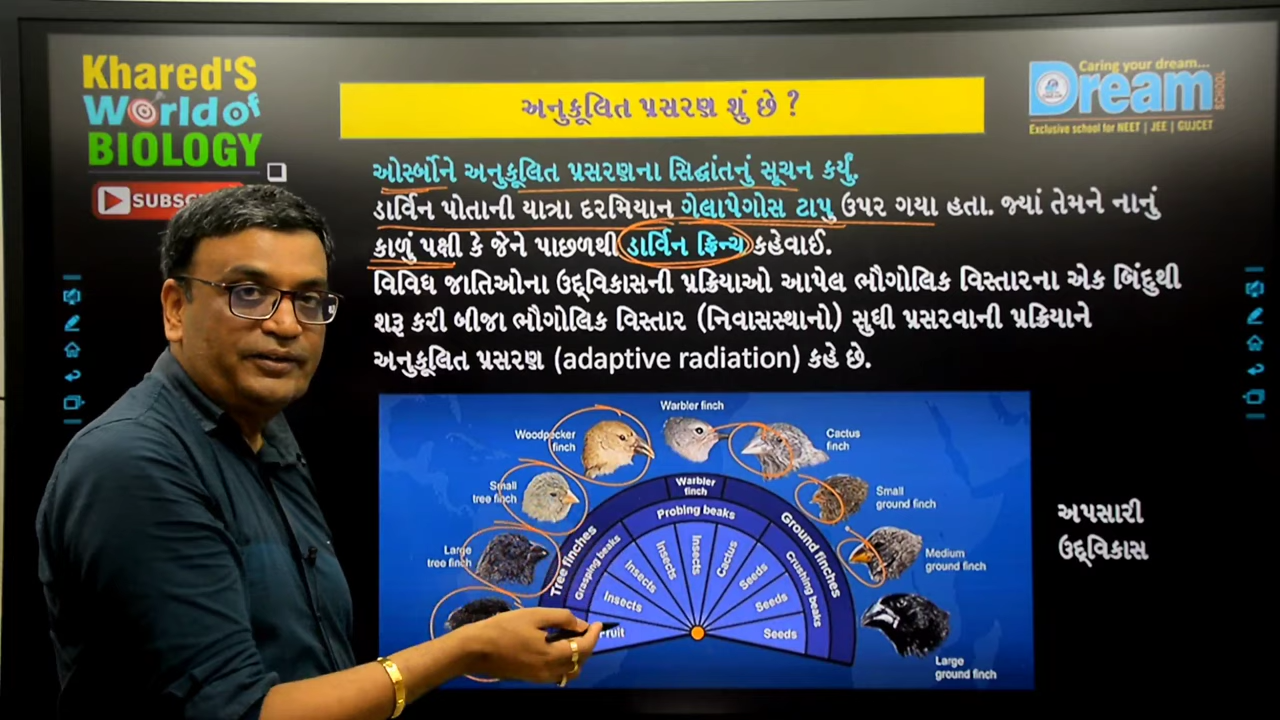 Khared'S
World of
BIOLOGY
SUBSC
Caring your dream...
Dream
SCHOOL
Exclusive school for NEET | JEE | GUJCET
અનુકૂલિત પ્રસરણ શું છે ?
ઓસ્બોર્ને અનુકૂલિત પ્રસરણના સિદ્ધાંતનું સૂચન કર્યું.
ડાર્વિન પોતાની યાત્રા દરમિયાન ગેલાપેગોસ ટાપુ ઉપર ગયા હતા. જ્યાં તેમને નાનું
કાળું પક્ષી કે જેને પાછળથી ડાર્વિન ફિન્ચ કહેવાઈ.
વિવિધ જાતિઓના ઉદ્‌વિકાસની પ્રક્રિયાઓ આપેલ ભૌગોલિક વિસ્તારના એક બિંદુથી
શરૂ કરી બીજા ભૌગોલિક વિસ્તાર (નિવાસસ્થાનો) સુધી પ્રસરવાની પ્રક્રિયાને
અનુકૂલિત પ્રસરણ (adaptive radiation) કહે છે.
Warbler finch
Woodpecker
finch
Cactus
finch
Small
tree finch
Small
ground finch
Large
tree finch
Medium
ground finch
Large
ground finch
Warbler
finch
Probing beaks
Tree finches
Grasping beaks
Ground finches
Crushing beaks
Fruit
Insects
Insects
Insects
Insects
Cactus
Seeds
Seeds
Seeds
અપસારી
ઉદ્‌વિકાસ